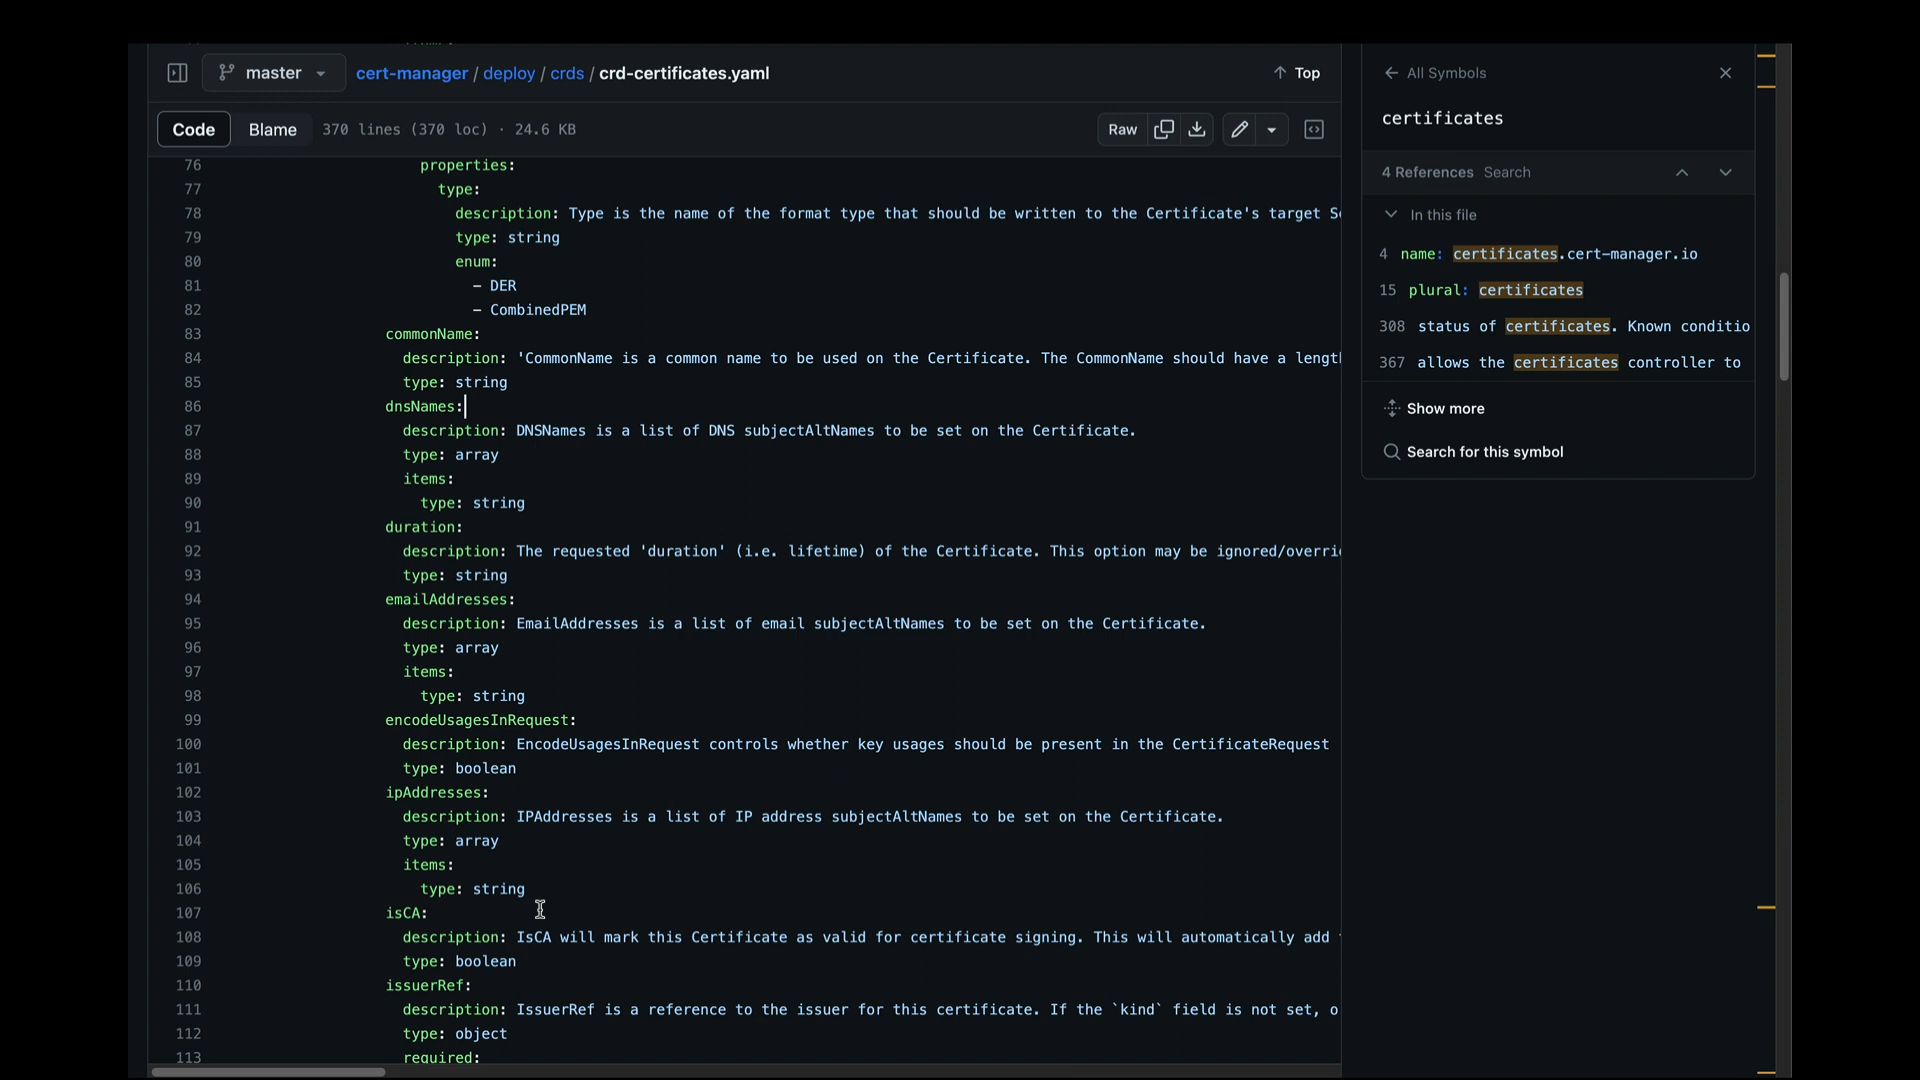 master
cert-manager / deploy / crds / crd-certificates.yaml
Top
Code Blame 370 lines (370 loc) · 24.6 KB
Raw
76 properties:
77 type:
78 description: Type is the name of the format type that should be written to the Certificate's target S
79 type: string
80 enum:
81 - DER
82 - CombinedPEM
83 commonName:
84 description: 'CommonName is a common name to be used on the Certificate. The CommonName should have a lengt
85 type: string
86 dnsNames:
87 description: DNSNames is a list of DNS subjectAltNames to be set on the Certificate.
88 type: array
89 items:
90 type: string
91 duration:
92 description: The requested 'duration' (i.e. lifetime) of the Certificate. This option may be ignored/overri
93 type: string
94 emailAddresses:
95 description: EmailAddresses is a list of email subjectAltNames to be set on the Certificate.
96 type: array
97 items:
98 type: string
99 encodeUsagesInRequest:
100 description: EncodeUsagesInRequest controls whether key usages should be present in the CertificateRequest
101 type: boolean
102 ipAddresses:
103 description: IPAddresses is a list of IP address subjectAltNames to be set on the Certificate.
104 type: array
105 items:
106 type: string
107 isCA:
108 description: IsCA will mark this Certificate as valid for certificate signing. This will automatically add
109 type: boolean
110 issuerRef:
111 description: IssuerRef is a reference to the issuer for this certificate. If the `kind` field is not set, o
112 type: object
113 required:
All Symbols
certificates
4 References Search
In this file
4 name: certificates.cert-manager.io
15 plural: certificates
308 status of certificates. Known conditio
367 allows the certificates controller to
Show more
Search for this symbol